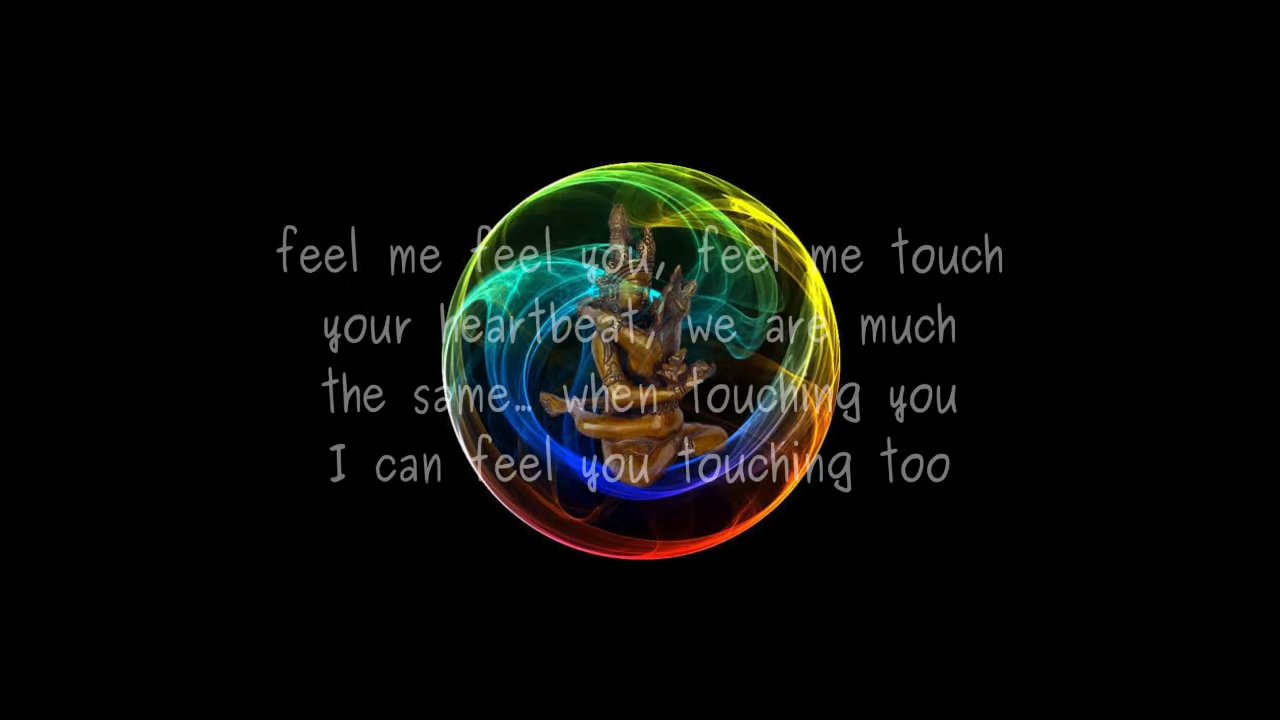 feel me feel you, feel me touch
your heartbeat, we are much
the same... when touching you
I can feel you touching too